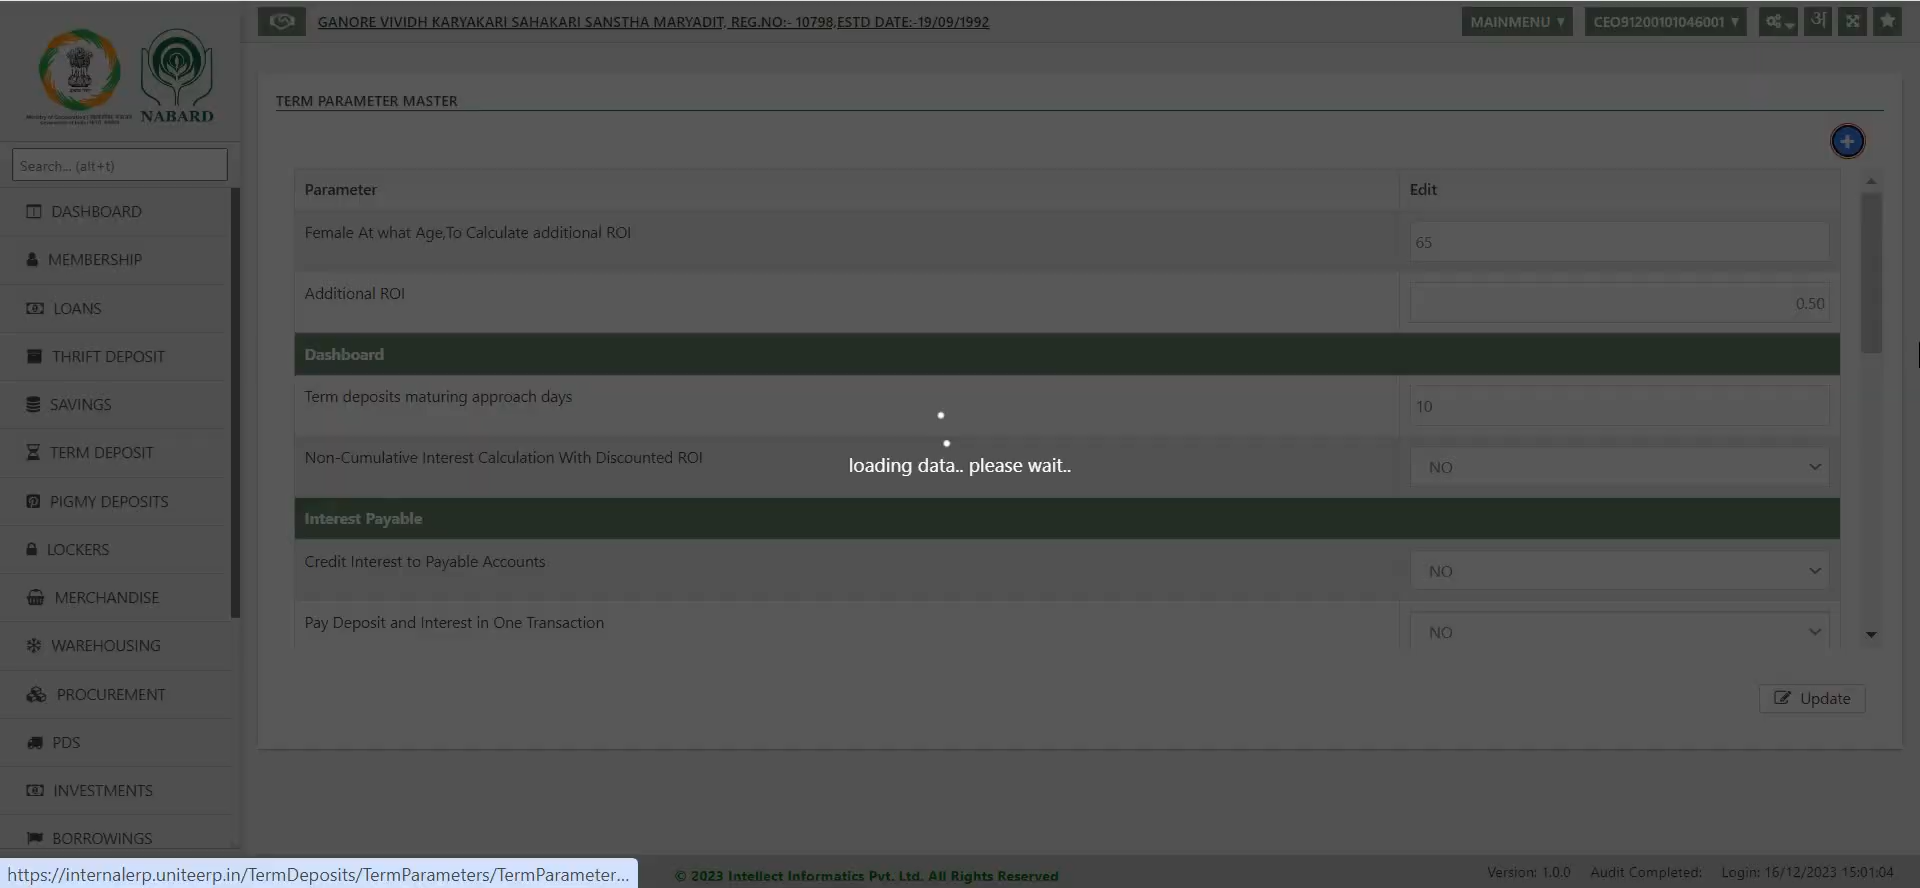 GANORE VIVIDH KARYAKARI SAHAKARI SANSTHA MARYADIT, REG.NO:- 10798,ESTD DATE:-19/09/1992
MAINMENU
CEO91200101046001
अ
NABARD
TERM PARAMETER MASTER
Search... (alt+t)
DASHBOARD
MEMBERSHIP
LOANS
THRIFT DEPOSIT
SAVINGS
TERM DEPOSIT
PIGMY DEPOSITS
LOCKERS
MERCHANDISE
WAREHOUSING
PROCUREMENT
PDS
INVESTMENTS
BORROWINGS
Parameter Edit
Female At what Age,To Calculate additional ROI 65
Additional ROI 0.50
Dashboard
Term deposits maturing approach days 10
Non-Cumulative Interest Calculation With Discounted ROI NO
loading data.. please wait..
Interest Payable
Credit Interest to Payable Accounts NO
Pay Deposit and Interest in One Transaction NO
Update
https://internalerp.uniteerp.in/TermDeposits/TermParameters/TermParameter...
© 2023 Intellect Informatics Pvt. Ltd. All Rights Reserved
Version: 1.0.0 Audit Completed: Login: 16/12/2023 15:01:04